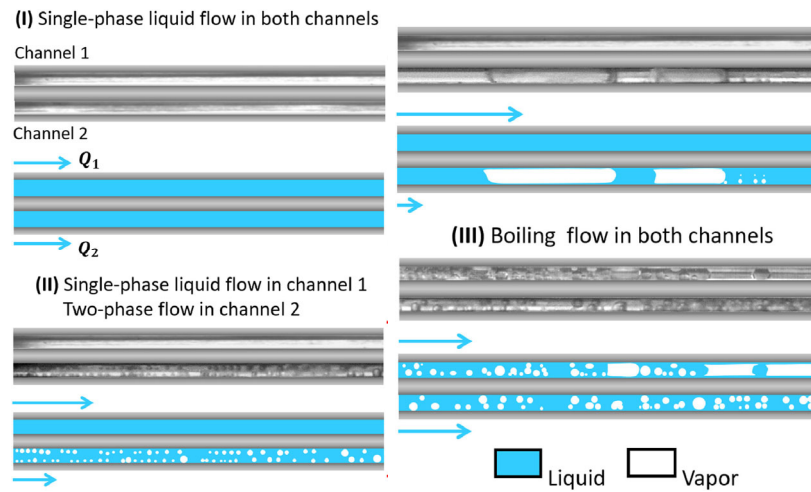 (I) Single-phase liquid flow in both channels
Channel 1
Channel 2
Q₁
Q₂
(II) Single-phase liquid flow in channel 1
Two-phase flow in channel 2
(III) Boiling flow in both channels
Liquid
Vapor